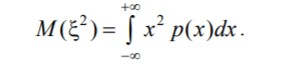 M(ξ²) = ∫_{-∞}^{+∞} x² p(x)dx.